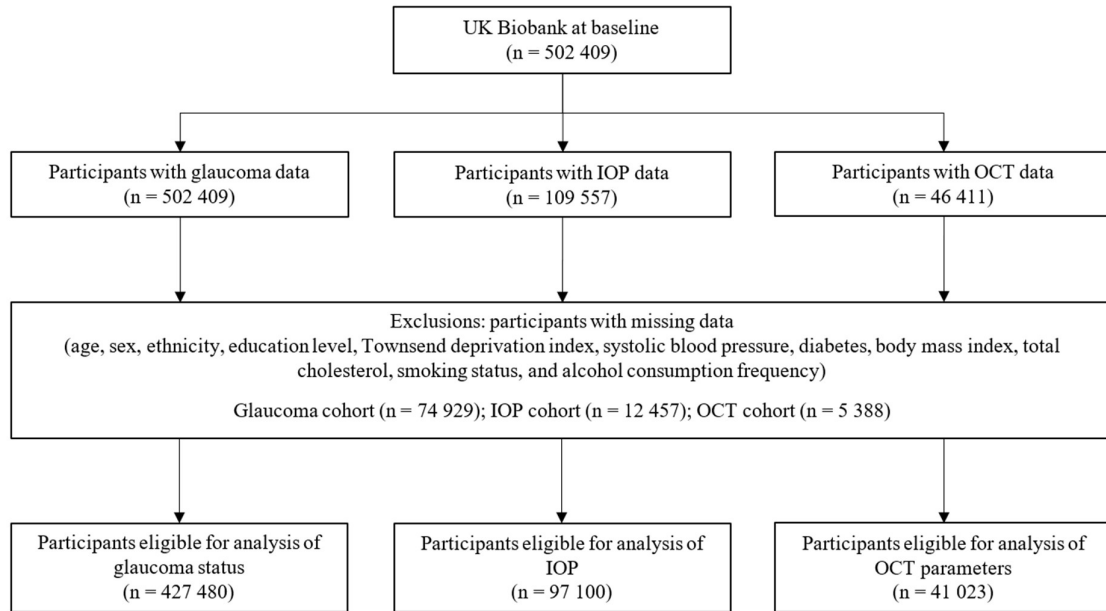 UK Biobank at baseline
(n = 502 409)
Participants with glaucoma data
(n = 502 409)
Participants with IOP data
(n = 109 557)
Participants with OCT data
(n = 46 411)
Exclusions: participants with missing data
(age, sex, ethnicity, education level, Townsend deprivation index, systolic blood pressure, diabetes, body mass index, total
cholesterol, smoking status, and alcohol consumption frequency)
Glaucoma cohort (n = 74 929); IOP cohort (n = 12 457); OCT cohort (n = 5 388)
Participants eligible for analysis of
glaucoma status
(n = 427 480)
Participants eligible for analysis of
IOP
(n = 97 100)
Participants eligible for analysis of
OCT parameters
(n = 41 023)